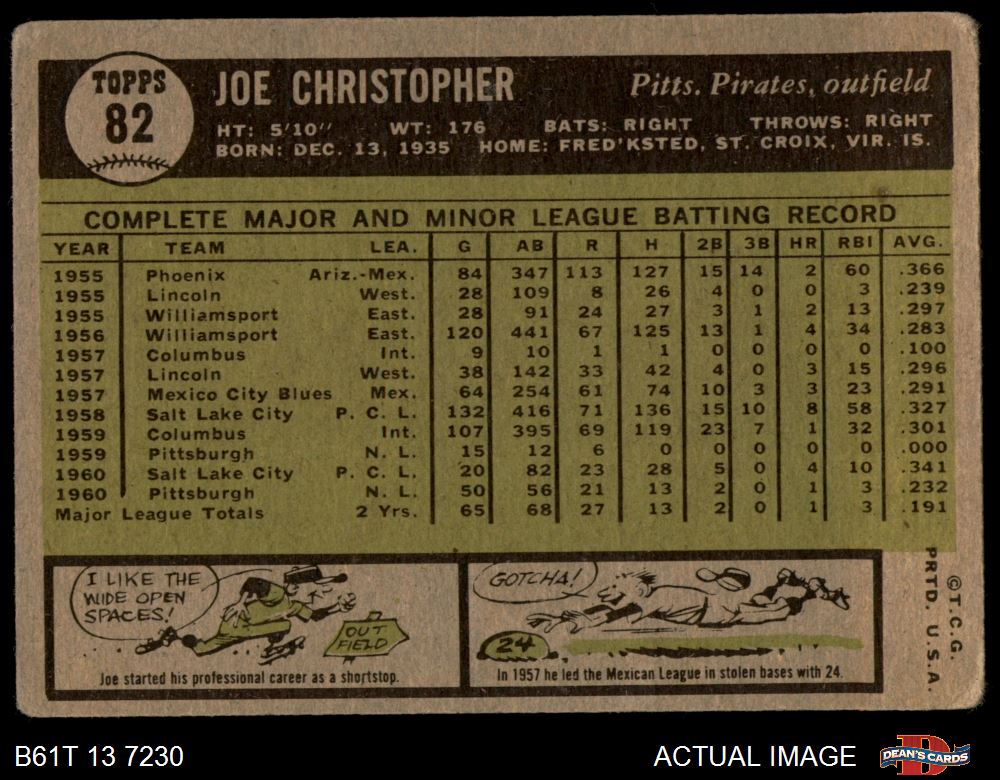 TOPPS
82
JOE CHRISTOPHER
Pitts. Pirates, outfield
HT: 5'10" WT: 176 BATS: RIGHT THROWS: RIGHT
BORN: DEC. 13, 1935 HOME: FRED'KSTED, ST. CROIX, VIR. IS.
COMPLETE MAJOR AND MINOR LEAGUE BATTING RECORD
YEAR TEAM LEA. G AB R H 2B 3B HR RBI AVG.
1955 Phoenix Ariz.-Mex. 84 347 113 127 15 14 2 60 .366
1955 Lincoln West. 28 109 8 26 4 0 0 3 .239
1955 Williamsport East. 28 91 24 27 3 1 2 13 .297
1956 Williamsport East. 120 441 67 125 13 1 4 34 .283
1957 Columbus Int. 9 10 1 1 0 0 0 0 .100
1957 Lincoln West. 38 142 33 42 4 0 3 15 .296
1957 Mexico City Blues Mex. 64 254 61 74 10 3 3 23 .291
1958 Salt Lake City P. C. L. 132 416 71 136 15 10 8 58 .327
1959 Columbus Int. 107 395 69 119 23 7 1 32 .301
1959 Pittsburgh N. L. 15 12 6 0 0 0 0 0 .000
1960 Salt Lake City P. C. L. 20 82 23 28 5 0 4 10 .341
1960 Pittsburgh N. L. 50 56 21 13 2 0 1 3 .232
Major League Totals 2 Yrs. 65 68 27 13 2 0 1 3 .191
I LIKE THE
WIDE OPEN
SPACES!
OUT
FIELD
Joe started his professional career as a shortstop.
GOTCHA!
24
In 1957 he led the Mexican League in stolen bases with 24.
©T.C.G.
PRTD. U.S.A.
B61T 13 7230
ACTUAL IMAGE
DEAN'S CARDS